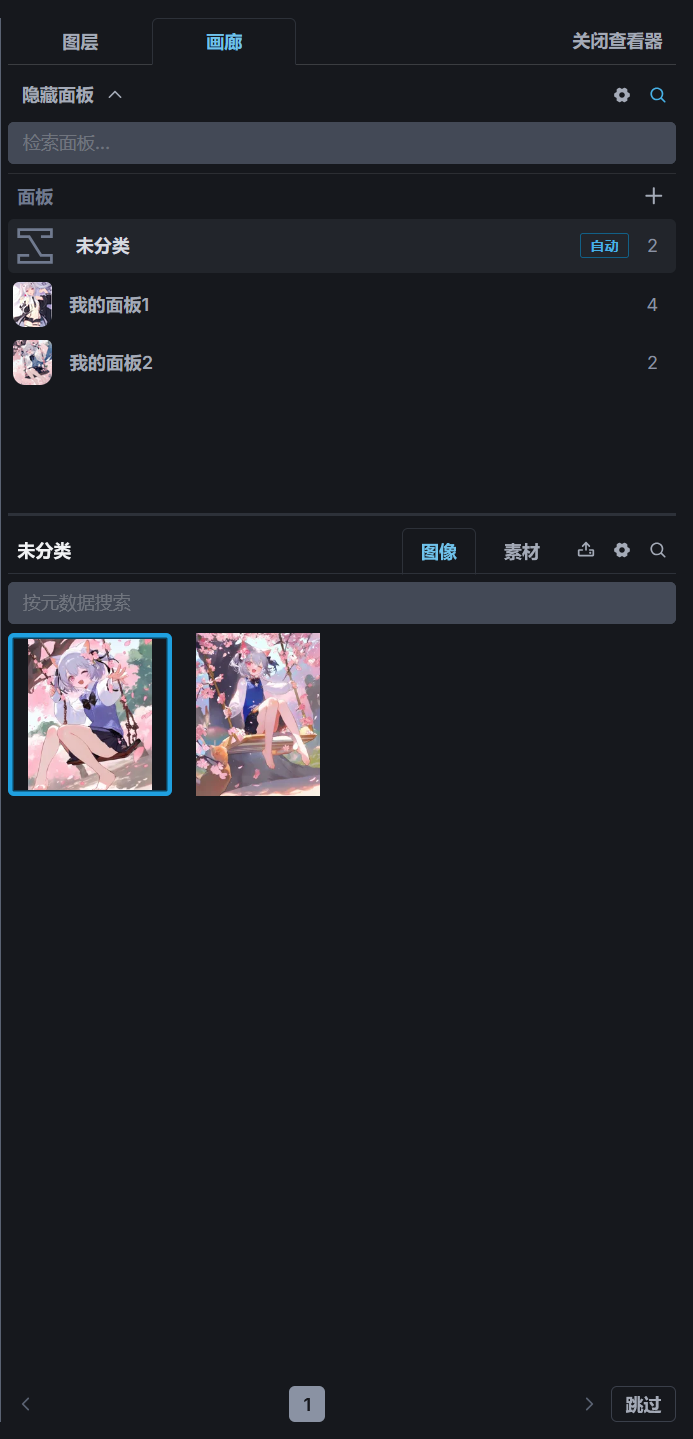 图层 画廊 关闭查看器
隐藏面板
检索面板...
面板
未分类 自动 2
我的面板1 4
我的面板2 2
未分类 图像 素材
按元数据搜索
1 跳过